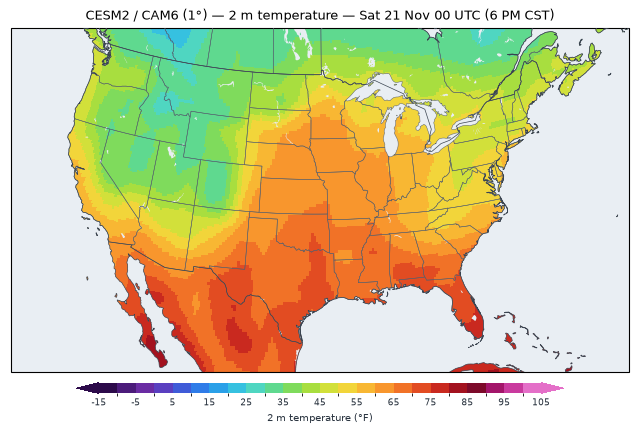 CESM2 / CAM6 (1°) — 2 m temperature — Sat 21 Nov 00 UTC (6 PM CST)
-15 -5 5 15 25 35 45 55 65 75 85 95 105
2 m temperature (°F)